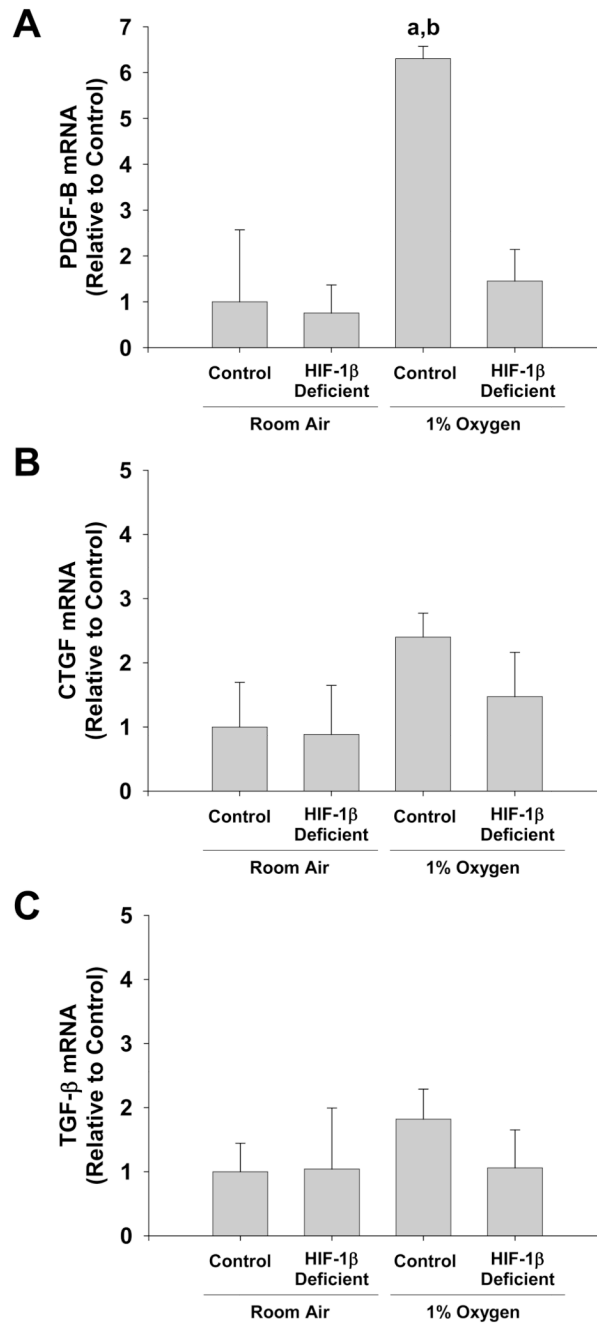 A
PDGF-B mRNA
(Relative to Control)
7
6
5
4
3
2
1
0
a,b
Control
HIF-1β
Deficient
Control
HIF-1β
Deficient
Room Air
1% Oxygen
B
CTGF mRNA
(Relative to Control)
5
4
3
2
1
0
Control
HIF-1β
Deficient
Control
HIF-1β
Deficient
Room Air
1% Oxygen
C
TGF-β mRNA
(Relative to Control)
5
4
3
2
1
0
Control
HIF-1β
Deficient
Control
HIF-1β
Deficient
Room Air
1% Oxygen